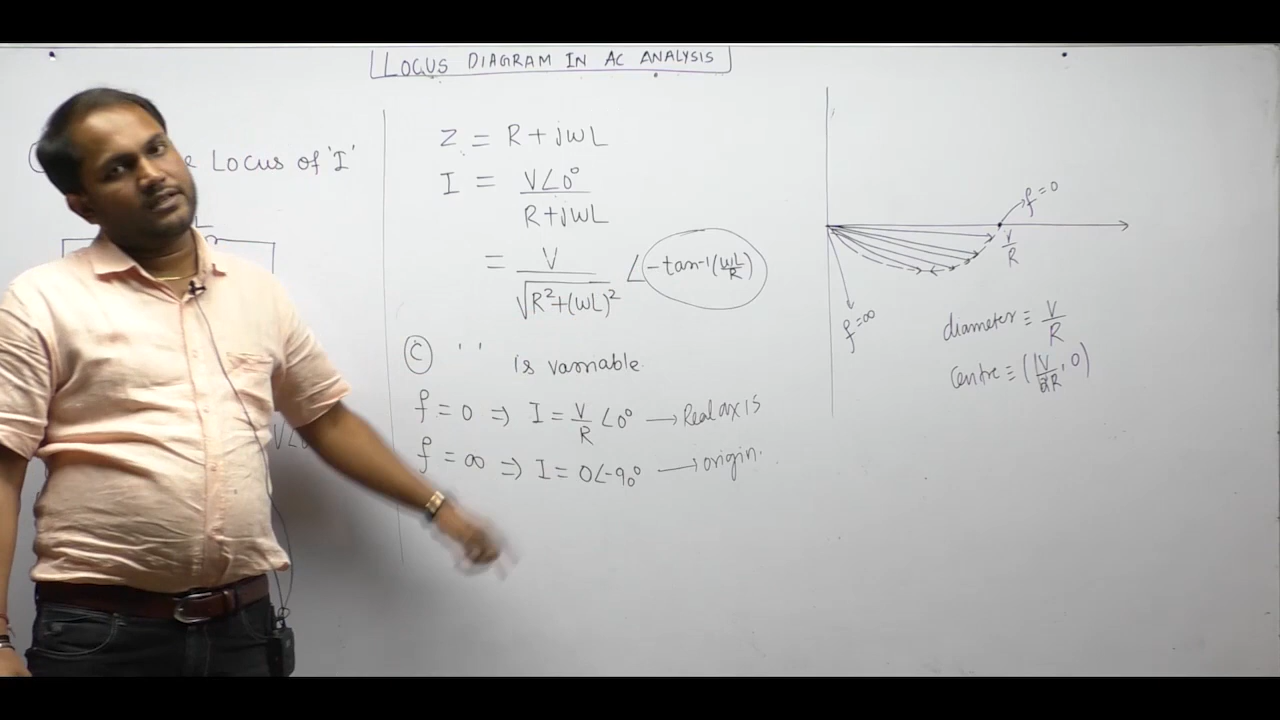 LOCUS DIAGRAM IN AC ANALYSIS
LOCUS OF 'I'
L
V∠0
Z = R + jωL
I = V∠0° / R + jωL
= V / √R² + (ωL)² ∠ -tan⁻¹(ωL/R)
(C) ' ' is variable.
f = 0 ⇒ I = V/R ∠0° → Real axis
f = ∞ ⇒ I = 0∠-90° → origin.
f = 0
V/R
f = ∞
diameter ≡ V/R
Centre ≡ (V/2R, 0)